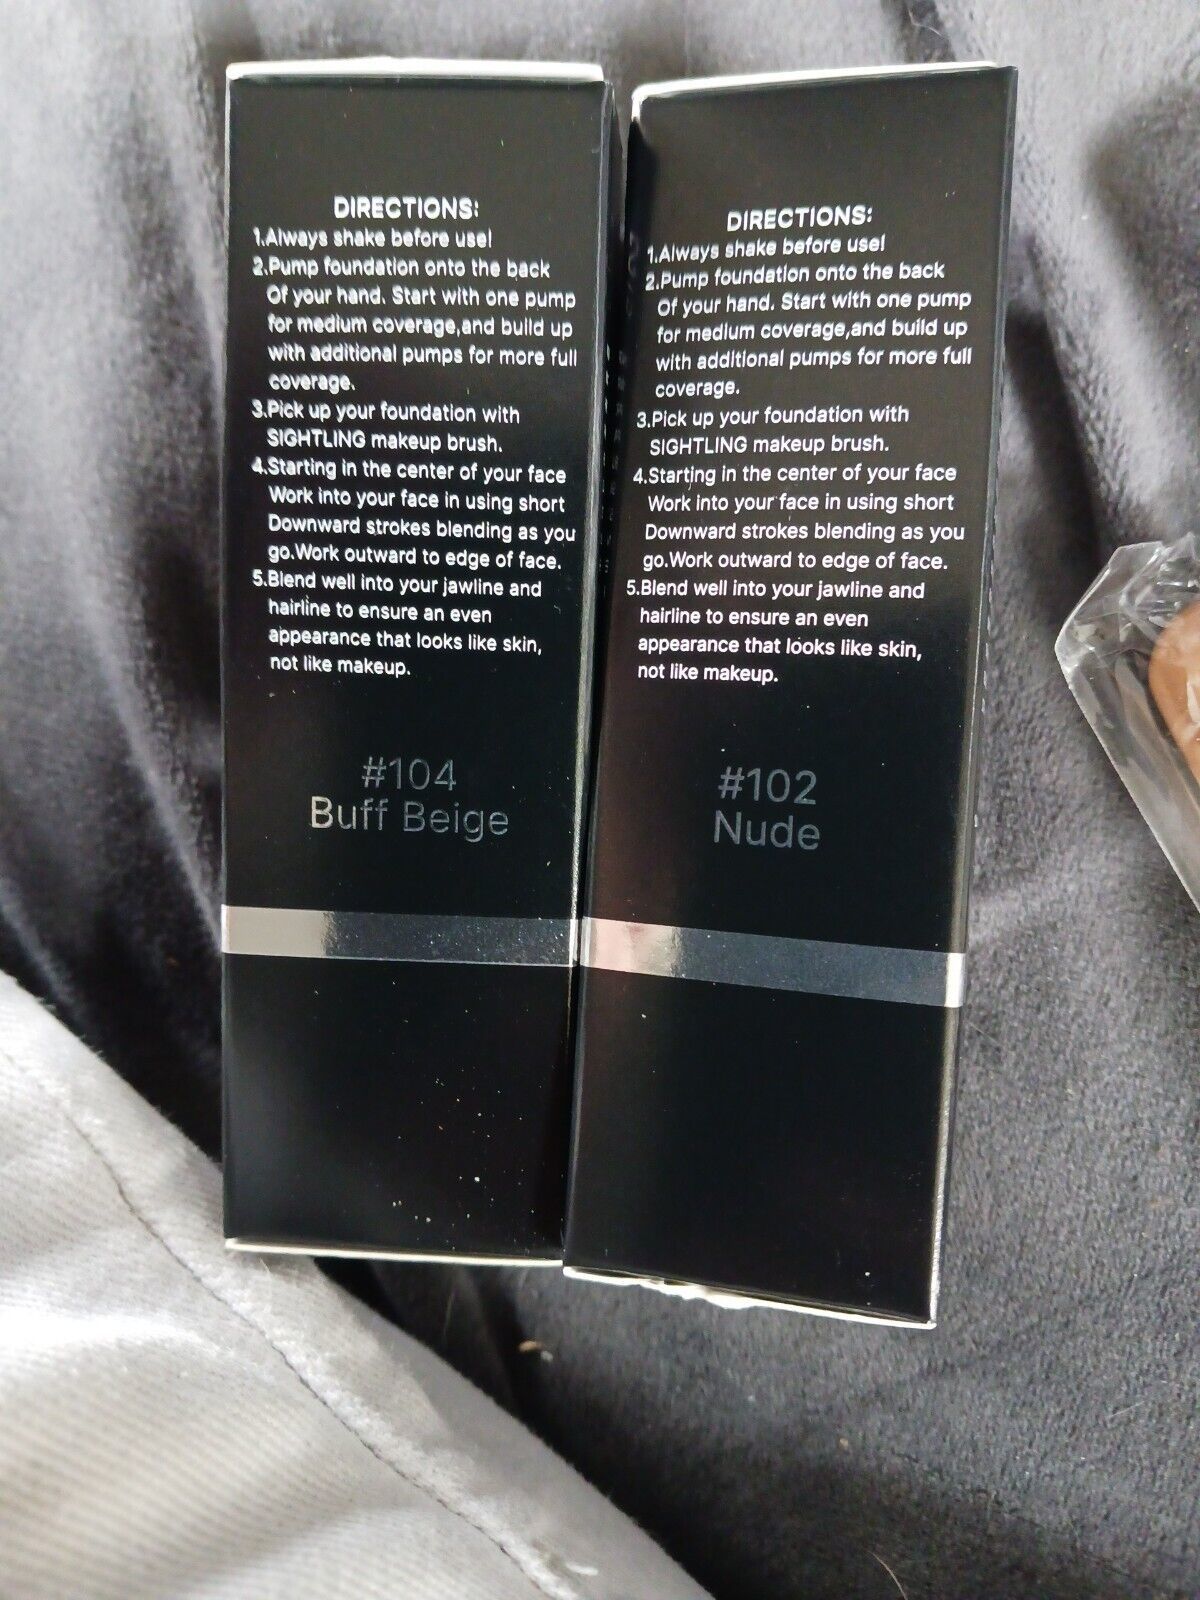 DIRECTIONS:
1.Always shake before use!
2.Pump foundation onto the back
Of your hand. Start with one pump
for medium coverage,and build up
with additional pumps for more full
coverage.
3.Pick up your foundation with
SIGHTLING makeup brush.
4.Starting in the center of your face
Work into your face in using short
Downward strokes blending as you
go.Work outward to edge of face.
5.Blend well into your jawline and
hairline to ensure an even
appearance that looks like skin,
not like makeup.
#104
Buff Beige
DIRECTIONS:
1.Always shake before use!
2.Pump foundation onto the back
Of your hand. Start with one pump
for medium coverage,and build up
with additional pumps for more full
coverage.
3.Pick up your foundation with
SIGHTLING makeup brush.
4.Starting in the center of your face
Work into your face in using short
Downward strokes blending as you
go.Work outward to edge of face.
5.Blend well into your jawline and
hairline to ensure an even
appearance that looks like skin,
not like makeup.
#102
Nude